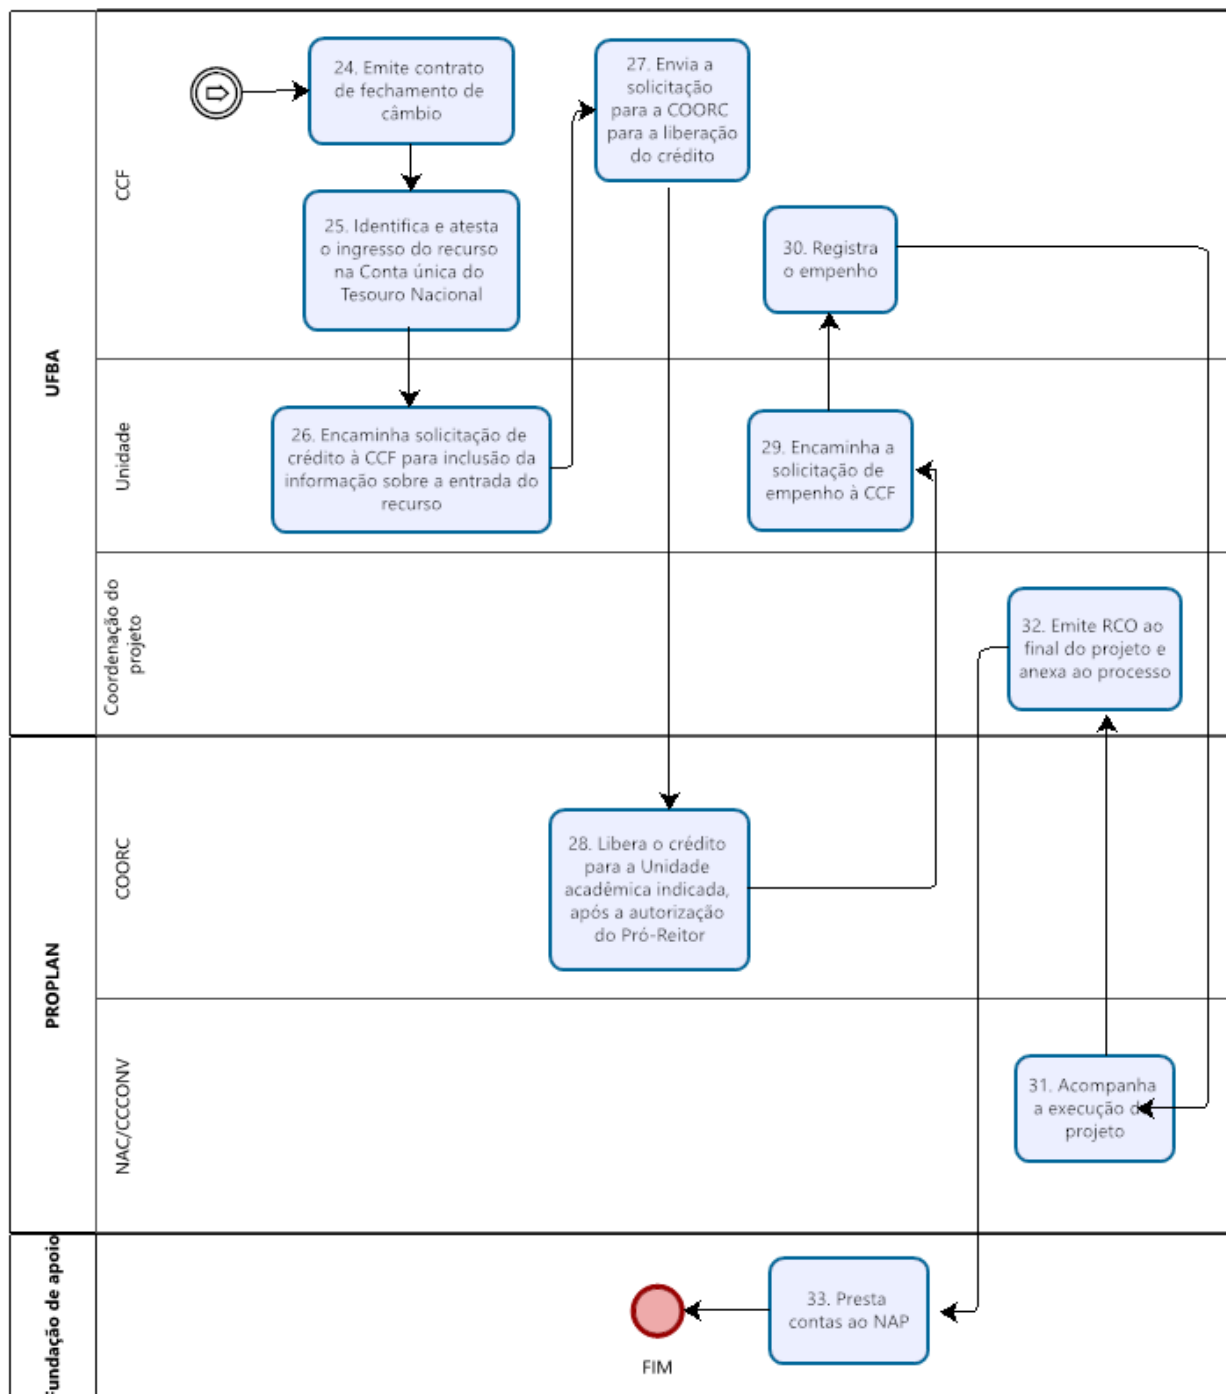 UFBA
CCF
24. Emite contrato
de fechamento de
câmbio
25. Identifica e atesta
o ingresso do recurso
na Conta única do
Tesouro Nacional
27. Envia a
solicitação
para a COORC
para a liberação
do crédito
30. Registra
o empenho
Unidade
26. Encaminha solicitação de
crédito à CCF para inclusão da
informação sobre a entrada do
recurso
29. Encaminha a
solicitação de
empenho à CCF
Coordenação do
projeto
32. Emite RCO ao
final do projeto e
anexa ao processo
PROPLAN
COORC
28. Libera o crédito
para a Unidade
acadêmica indicada,
após a autorização
do Pró-Reitor
NAC/CCCONV
31. Acompanha
a execução do
projeto
Fundação de apoio
33. Presta
contas ao NAP
FIM